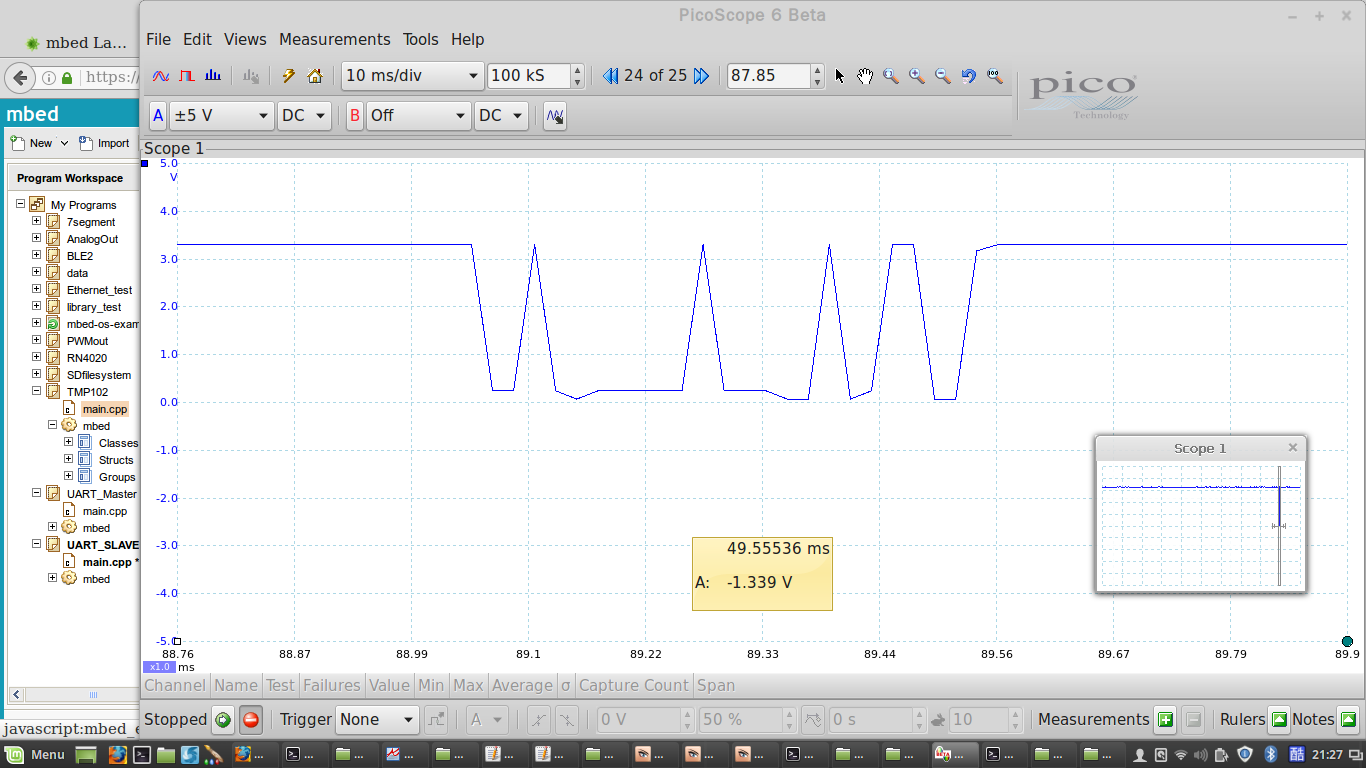 PicoScope 6 Beta
mbed La...
https:/
mbed
New
Import
Program Workspace
My Programs
7segment
AnalogOut
BLE2
data
Ethernet_test
library_test
mbed-os-exam
PWMout
RN4020
SDfilesystem
TMP102
main.cpp
mbed
Classes
Structs
Groups
UART_Master
main.cpp
mbed
UART_SLAVE
main.cpp *
mbed
javascript:mbed_e
File Edit Views Measurements Tools Help
10 ms/div 100 kS 24 of 25 87.85
pico
Technology
A ±5 V DC B Off DC
Scope 1
5.0
V
4.0
3.0
2.0
1.0
0.0
-1.0
-2.0
-3.0
-4.0
-5.0
Scope 1
49.55536 ms
A: -1.339 V
88.76 88.87 88.99 89.1 89.22 89.33 89.44 89.56 89.67 89.79 89.9
x1.0 ms
Channel Name Test Failures Value Min Max Average σ Capture Count Span
Stopped Trigger None A 0 V 50 % 0 s 10 Measurements Rulers Notes
Menu ... ... ... ... ... ... ... ... ... ... ... ... ... ... ... ... ... 酷 21:27